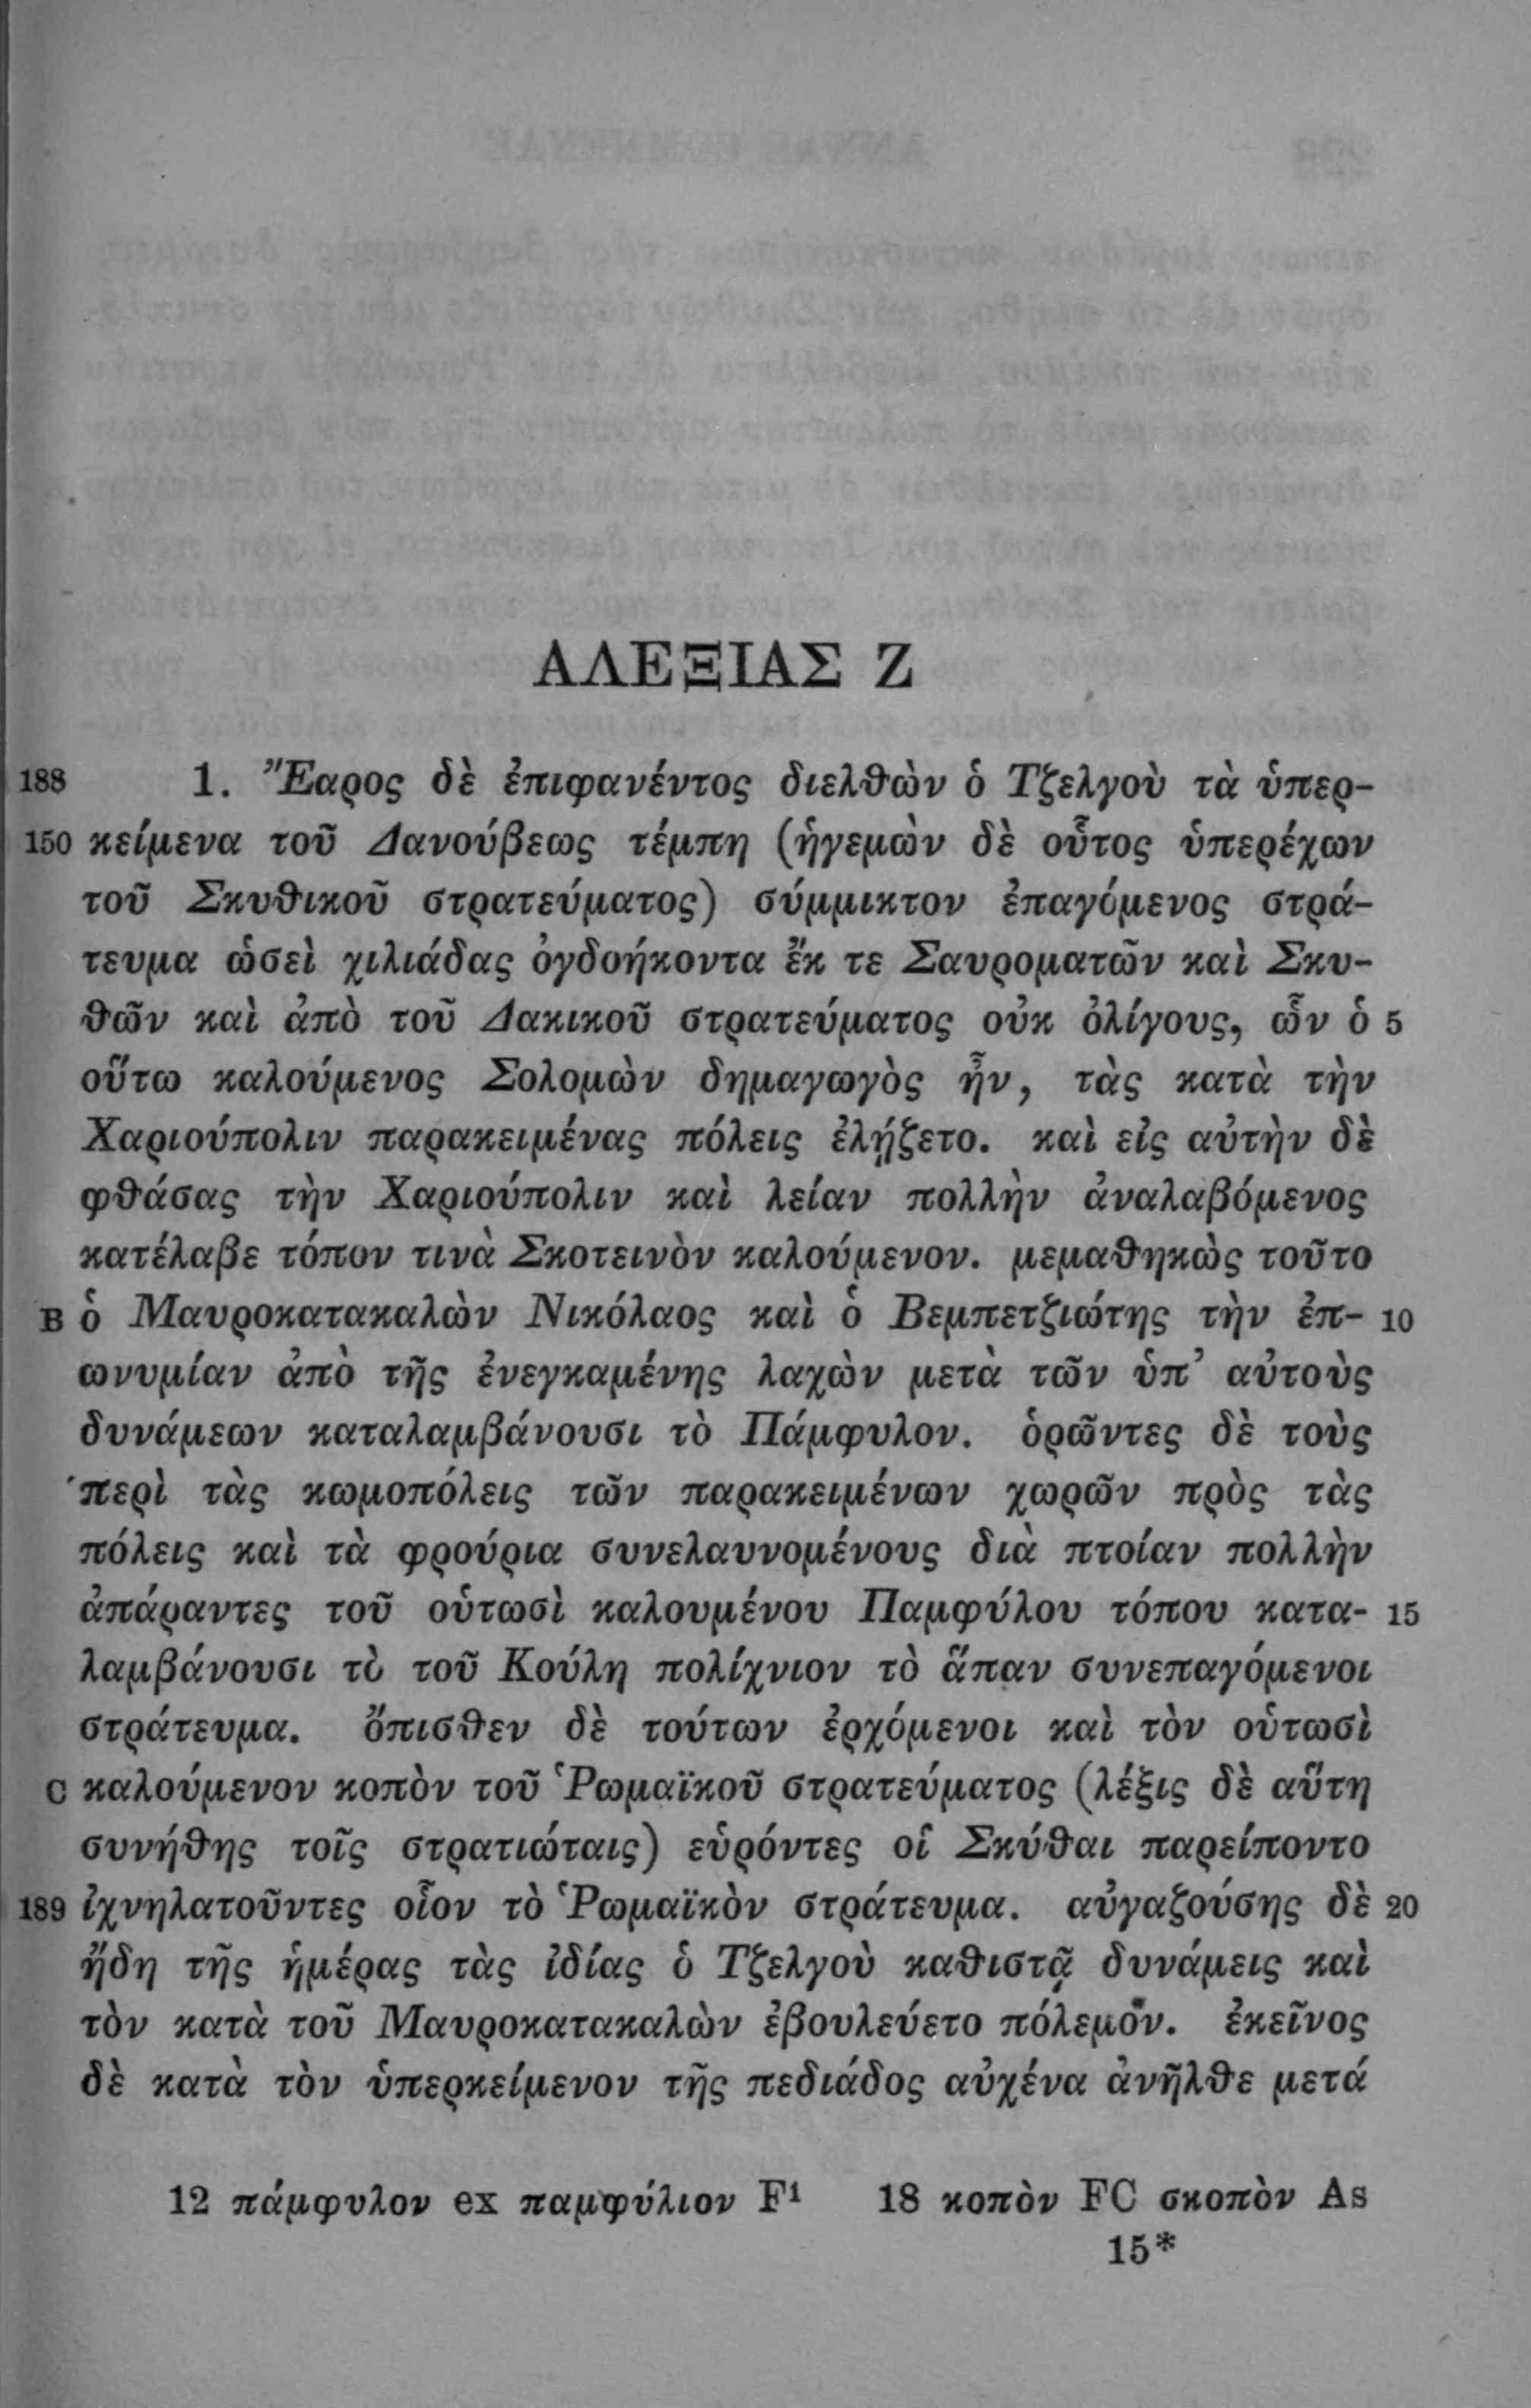 ΑΛΕΞΙΑΣ Ζ
188 1. Ἔαρος δὲ ἐπιφανέντος διελθὼν ὁ Τζελγοὺ τὰ ὑπερ-
150 κείμενα τοῦ Δανούβεως τέμπη (ἡγεμὼν δὲ οὗτος ὑπερέχων
τοῦ Σκυθικοῦ στρατεύματος) σύμμικτον ἐπαγόμενος στρά-
τευμα ὡσεὶ χιλιάδας ὀγδοήκοντα ἔκ τε Σαυροματῶν καὶ Σκυ-
θῶν καὶ ἀπὸ τοῦ Δακικοῦ στρατεύματος οὐκ ὀλίγους, ὧν ὁ 5
οὕτω καλούμενος Σολομὼν δημαγωγὸς ἦν, τὰς κατὰ τὴν
Χαριούπολιν παρακειμένας πόλεις ἐλῄζετο. καὶ εἰς αὐτὴν δὲ
φθάσας τὴν Χαριούπολιν καὶ λείαν πολλὴν ἀναλαβόμενος
κατέλαβε τόπον τινὰ Σκοτεινὸν καλούμενον. μεμαθηκὼς τοῦτο
B ὁ Μαυροκατακαλὼν Νικόλαος καὶ ὁ Βεμπετζιώτης τὴν ἐπ- 10
ωνυμίαν ἀπὸ τῆς ἐνεγκαμένης λαχὼν μετὰ τῶν ὑπ’ αὐτοὺς
δυνάμεων καταλαμβάνουσι τὸ Πάμφυλον. ὁρῶντες δὲ τοὺς
περὶ τὰς κωμοπόλεις τῶν παρακειμένων χωρῶν πρὸς τὰς
πόλεις καὶ τὰ φρούρια συνελαυνομένους διὰ πτοίαν πολλὴν
ἀπάραντες τοῦ οὑτωσὶ καλουμένου Παμφύλου τόπου κατα- 15
λαμβάνουσι τὸ τοῦ Κούλη πολίχνιον τὸ ἅπαν συνεπαγόμενοι
στράτευμα. ὄπισθεν δὲ τούτων ἐρχόμενοι καὶ τὸν οὑτωσὶ
C καλούμενον κοπὸν τοῦ Ῥωμαϊκοῦ στρατεύματος (λέξις δὲ αὕτη
συνήθης τοῖς στρατιώταις) εὑρόντες οἱ Σκύθαι παρείποντο
189 ἰχνηλατοῦντες οἷον τὸ Ῥωμαϊκὸν στράτευμα. αὐγαζούσης δὲ 20
ἤδη τῆς ἡμέρας τὰς ἰδίας ὁ Τζελγοὺ καθιστᾷ δυνάμεις καὶ
τὸν κατὰ τοῦ Μαυροκατακαλὼν ἐβουλεύετο πόλεμον. ἐκεῖνος
δὲ κατὰ τὸν ὑπερκείμενον τῆς πεδιάδος αὐχένα ἀνῆλθε μετά
12 πάμφυλον ex παμφύλιον F¹ 18 κοπὸν FC σκοπὸν As
15*